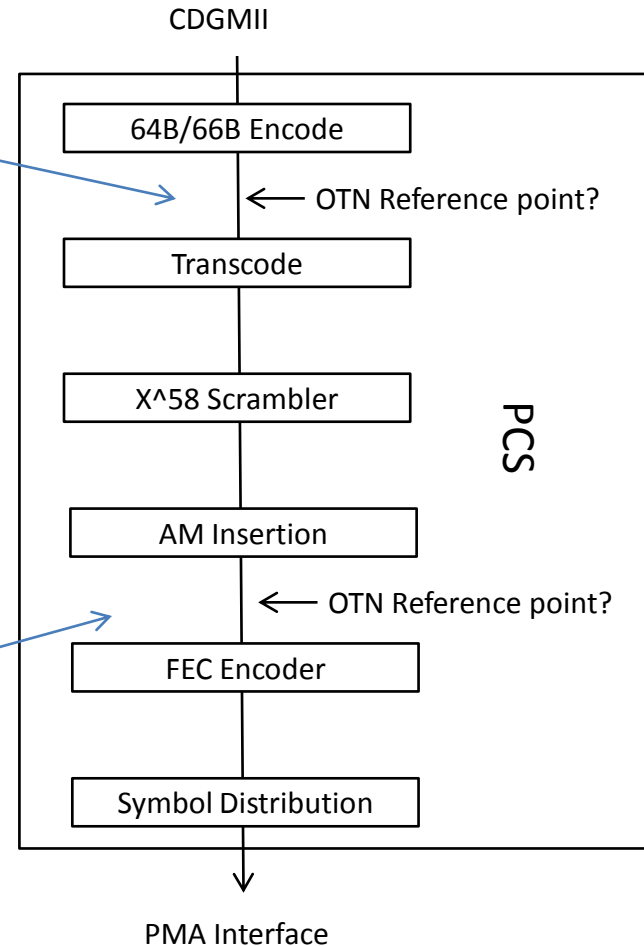 CDGMII
64B/66B Encode
OTN Reference point?
Transcode
X^58 Scrambler
PCS
AM Insertion
OTN Reference point?
FEC Encoder
Symbol Distribution
PMA Interface